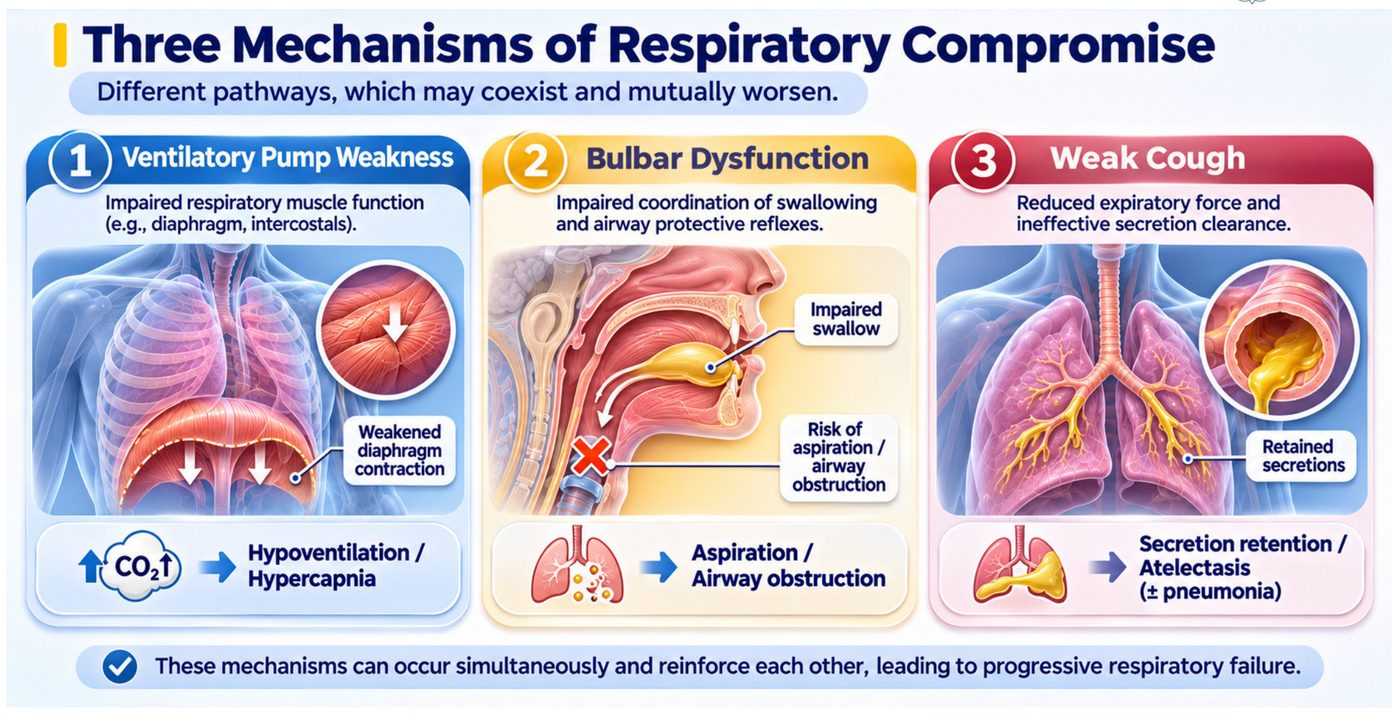 Three Mechanisms of Respiratory Compromise
Different pathways, which may coexist and mutually worsen.
1 Ventilatory Pump Weakness
Impaired respiratory muscle function
(e.g., diaphragm, intercostals).
Weakened
diaphragm
contraction
CO₂↑
Hypoventilation /
Hypercapnia
2 Bulbar Dysfunction
Impaired coordination of swallowing
and airway protective reflexes.
Impaired
swallow
Risk of
aspiration /
airway
obstruction
Aspiration /
Airway obstruction
3 Weak Cough
Reduced expiratory force and
ineffective secretion clearance.
Retained
secretions
Secretion retention /
Atelectasis
(± pneumonia)
These mechanisms can occur simultaneously and reinforce each other, leading to progressive respiratory failure.